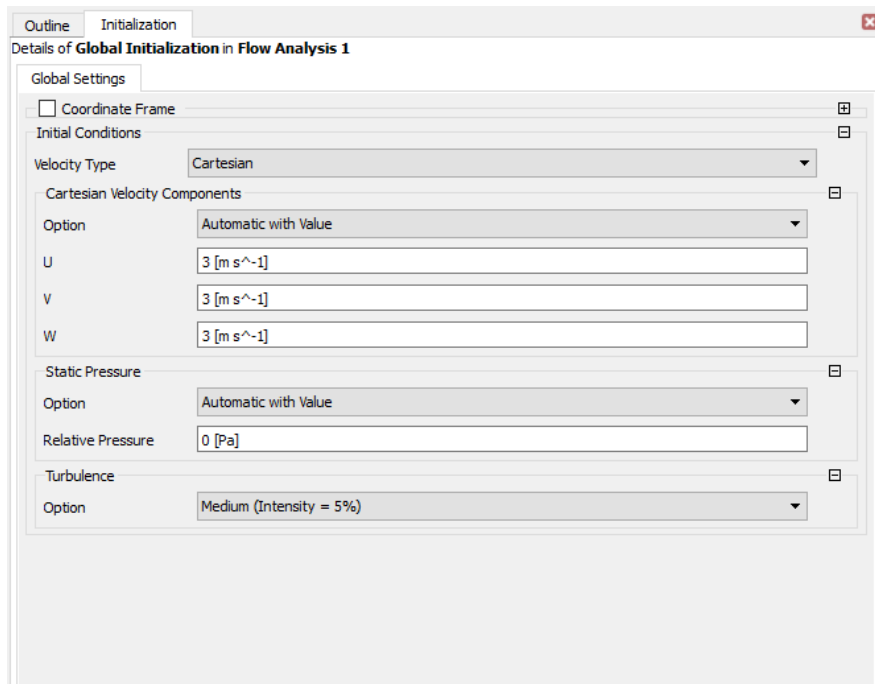 Outline Initialization
Details of Global Initialization in Flow Analysis 1
Global Settings
Coordinate Frame
Initial Conditions
Velocity Type Cartesian
Cartesian Velocity Components
Option Automatic with Value
U 3 [m s^-1]
V 3 [m s^-1]
W 3 [m s^-1]
Static Pressure
Option Automatic with Value
Relative Pressure 0 [Pa]
Turbulence
Option Medium (Intensity = 5%)